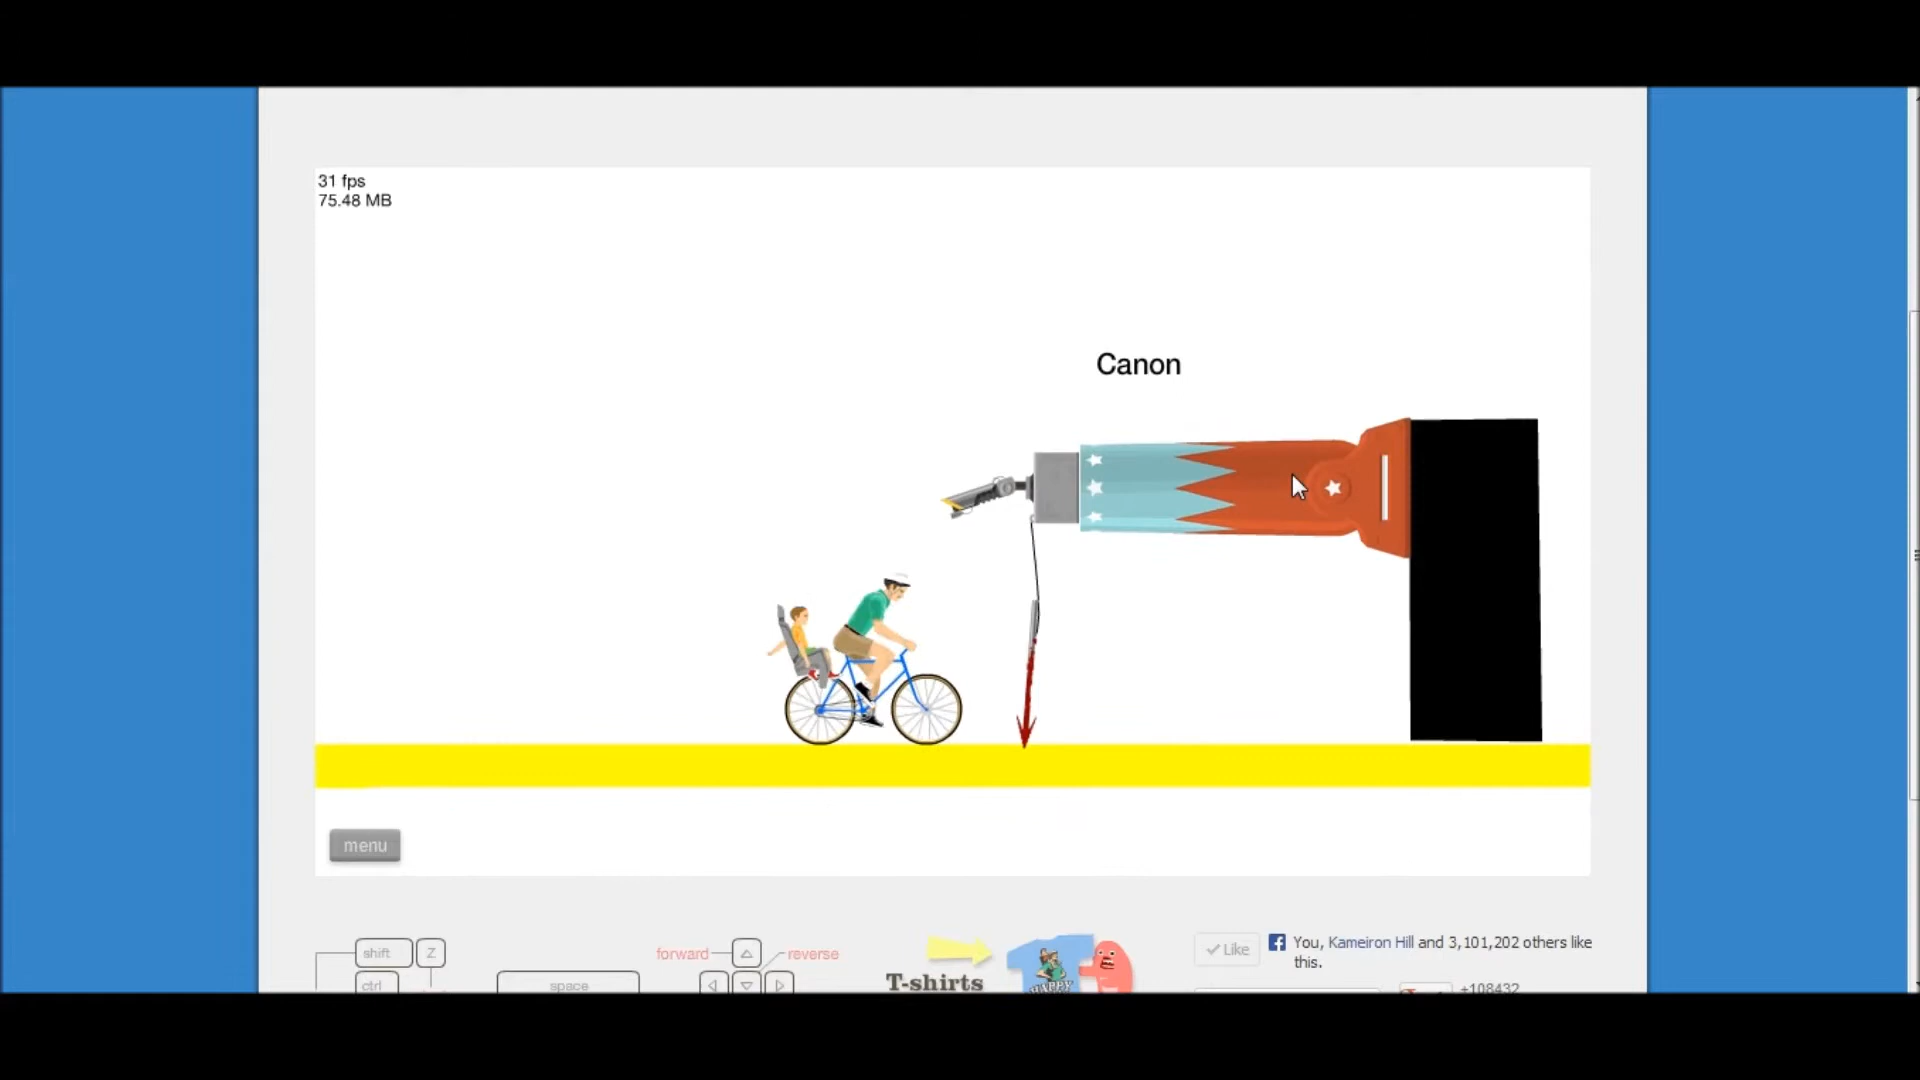 31 fps
75.48 MB
Canon
menu
shift
Z
forward
reverse
ctrl
space
T-shirts
HAPPY
Like
You, Kameiron Hill and 3,101,202 others like
this.
+108432